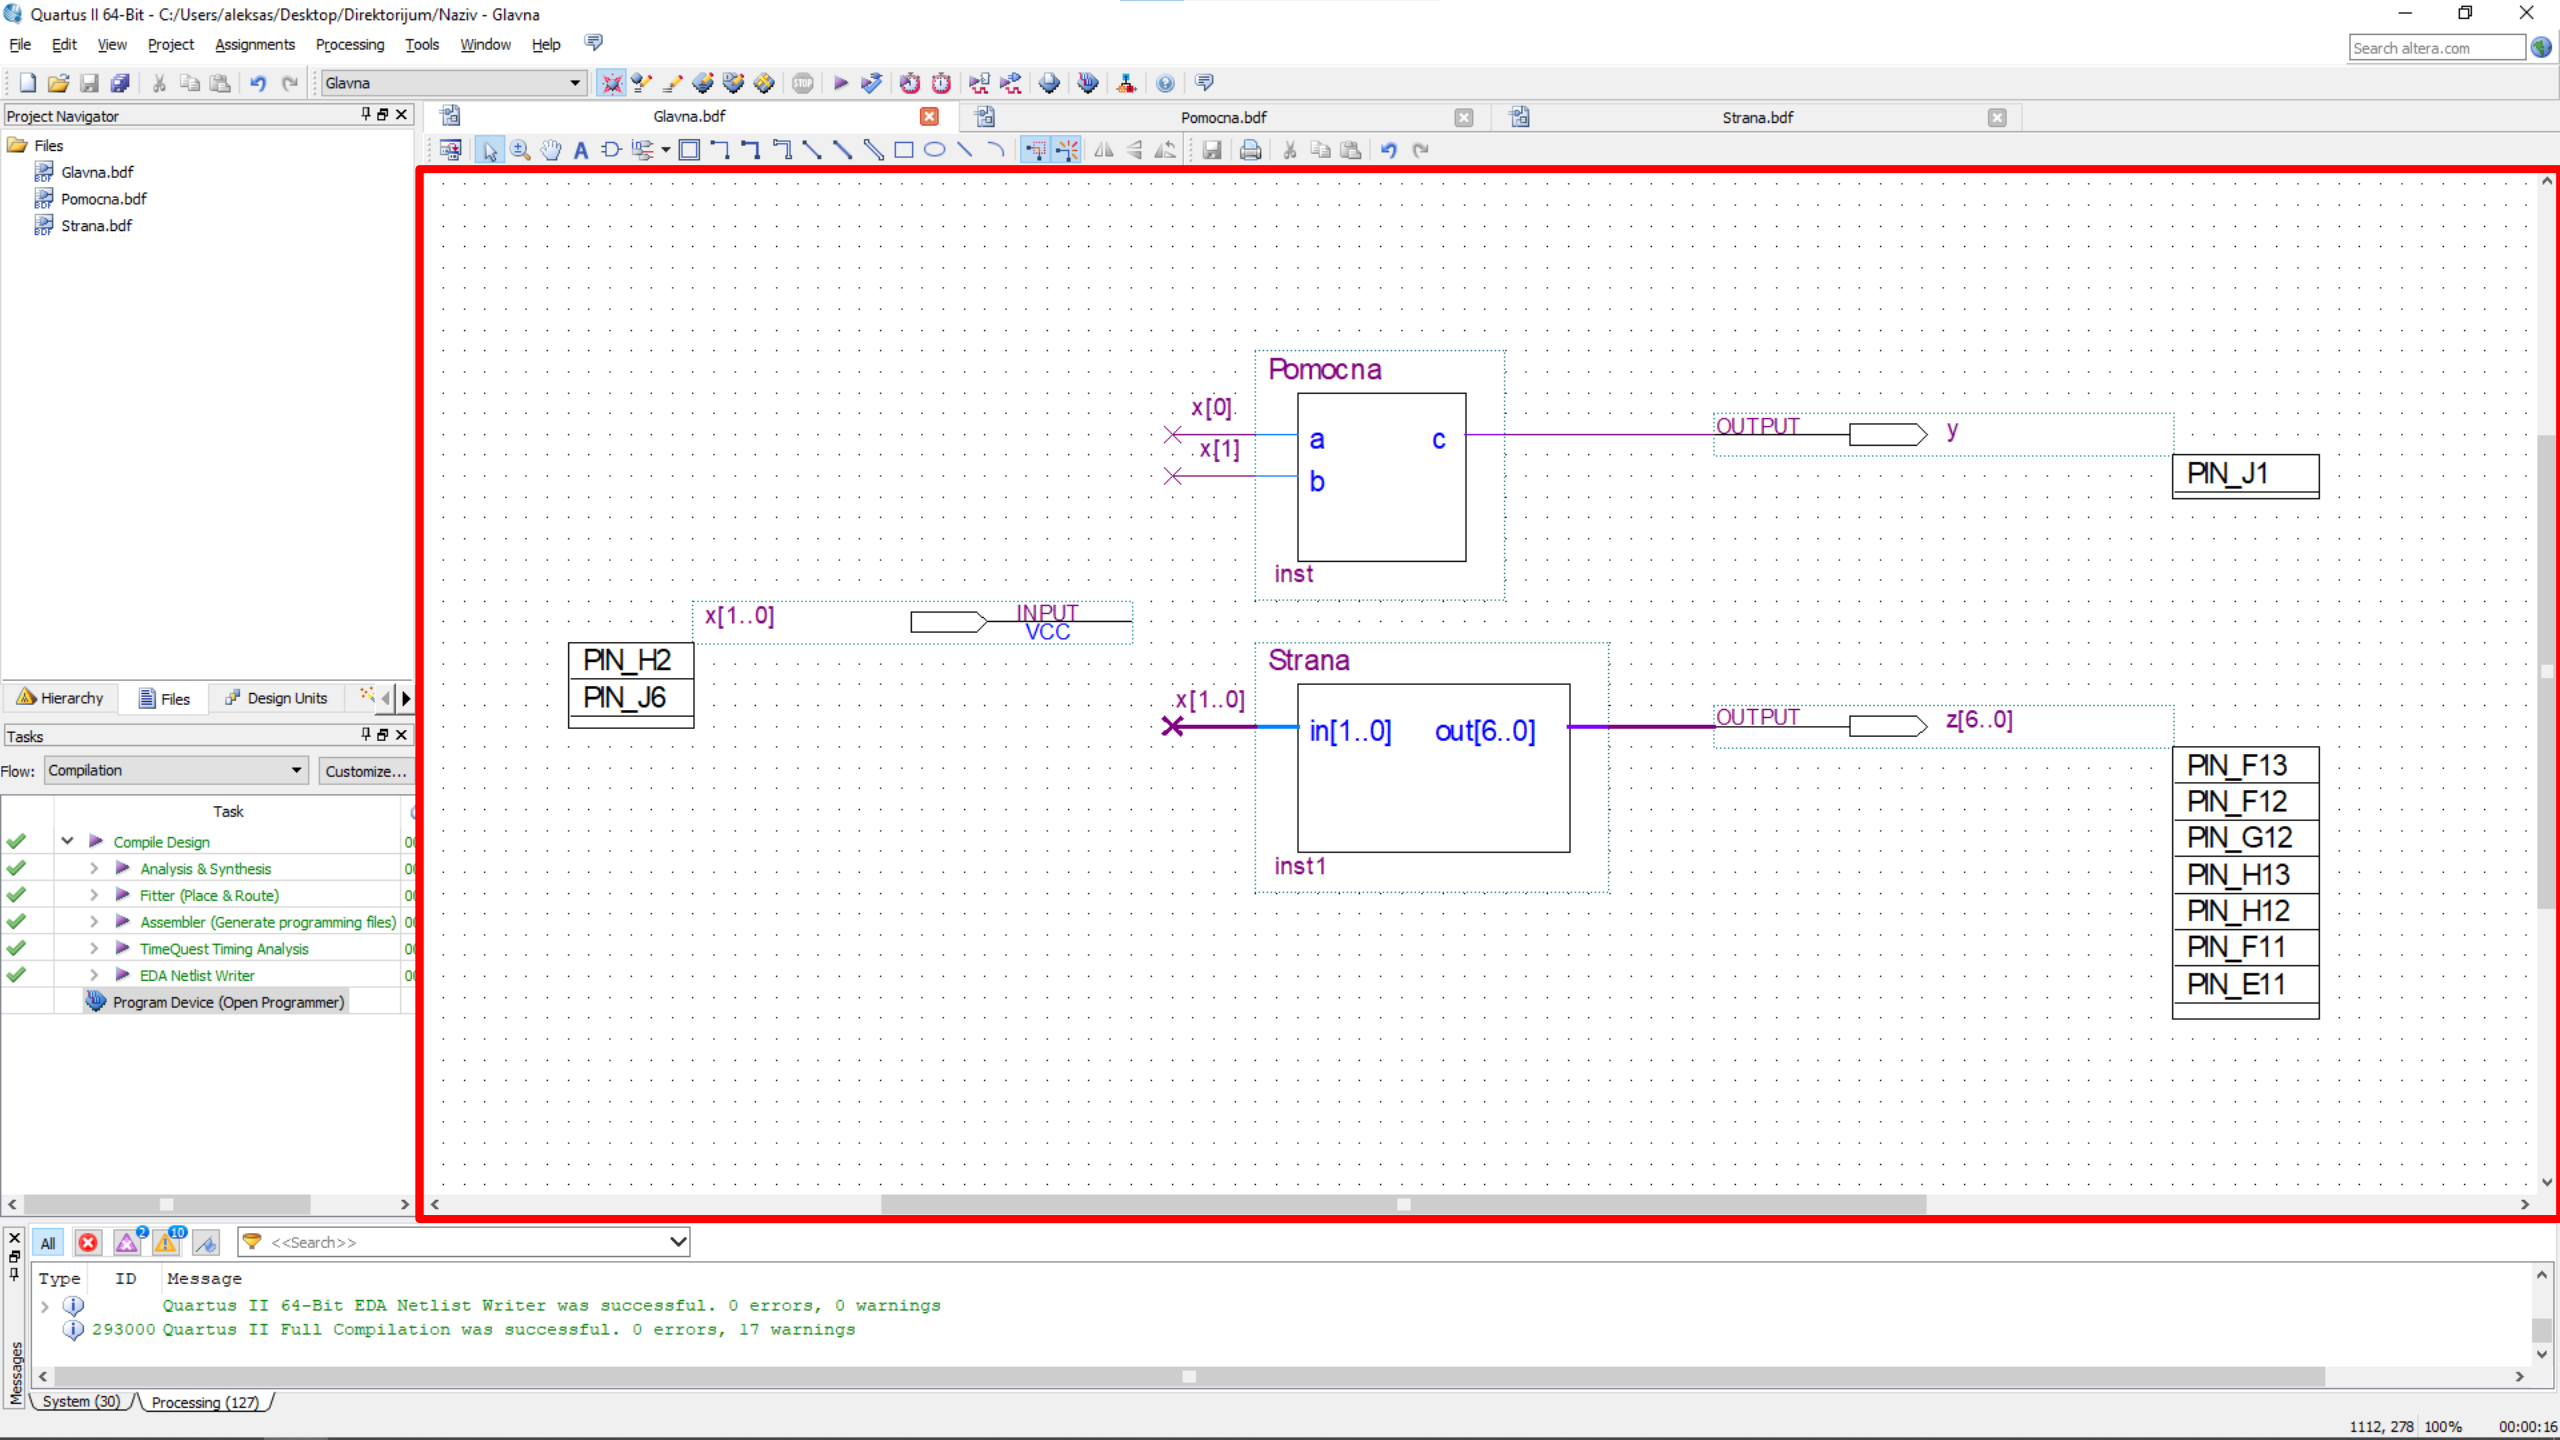 Quartus II 64-Bit - C:/Users/aleksas/Desktop/Direktorijum/Naziv - Glavna
File Edit View Project Assignments Processing Tools Window Help
Search altera.com
Glavna
Project Navigator
Glavna.bdf
Pomocna.bdf
Strana.bdf
Files
Glavna.bdf
Pomocna.bdf
Strana.bdf
Pomocna
x[0]
a
c
x[1]
b
inst
OUTPUT
y
PIN_J1
x[1..0]
INPUT
VCC
PIN_H2
PIN_J6
Strana
x[1..0]
in[1..0]
out[6..0]
inst1
OUTPUT
z[6..0]
PIN_F13
PIN_F12
PIN_G12
PIN_H13
PIN_H12
PIN_F11
PIN_E11
Hierarchy Files Design Units
Tasks
Flow: Compilation Customize...
Task
Compile Design
Analysis & Synthesis
Fitter (Place & Route)
Assembler (Generate programming files)
TimeQuest Timing Analysis
EDA Netlist Writer
Program Device (Open Programmer)
All 2 10 <<Search>>
Type ID Message
Quartus II 64-Bit EDA Netlist Writer was successful. 0 errors, 0 warnings
293000 Quartus II Full Compilation was successful. 0 errors, 17 warnings
Messages
System (30) Processing (127)
1112, 278 100% 00:00:16